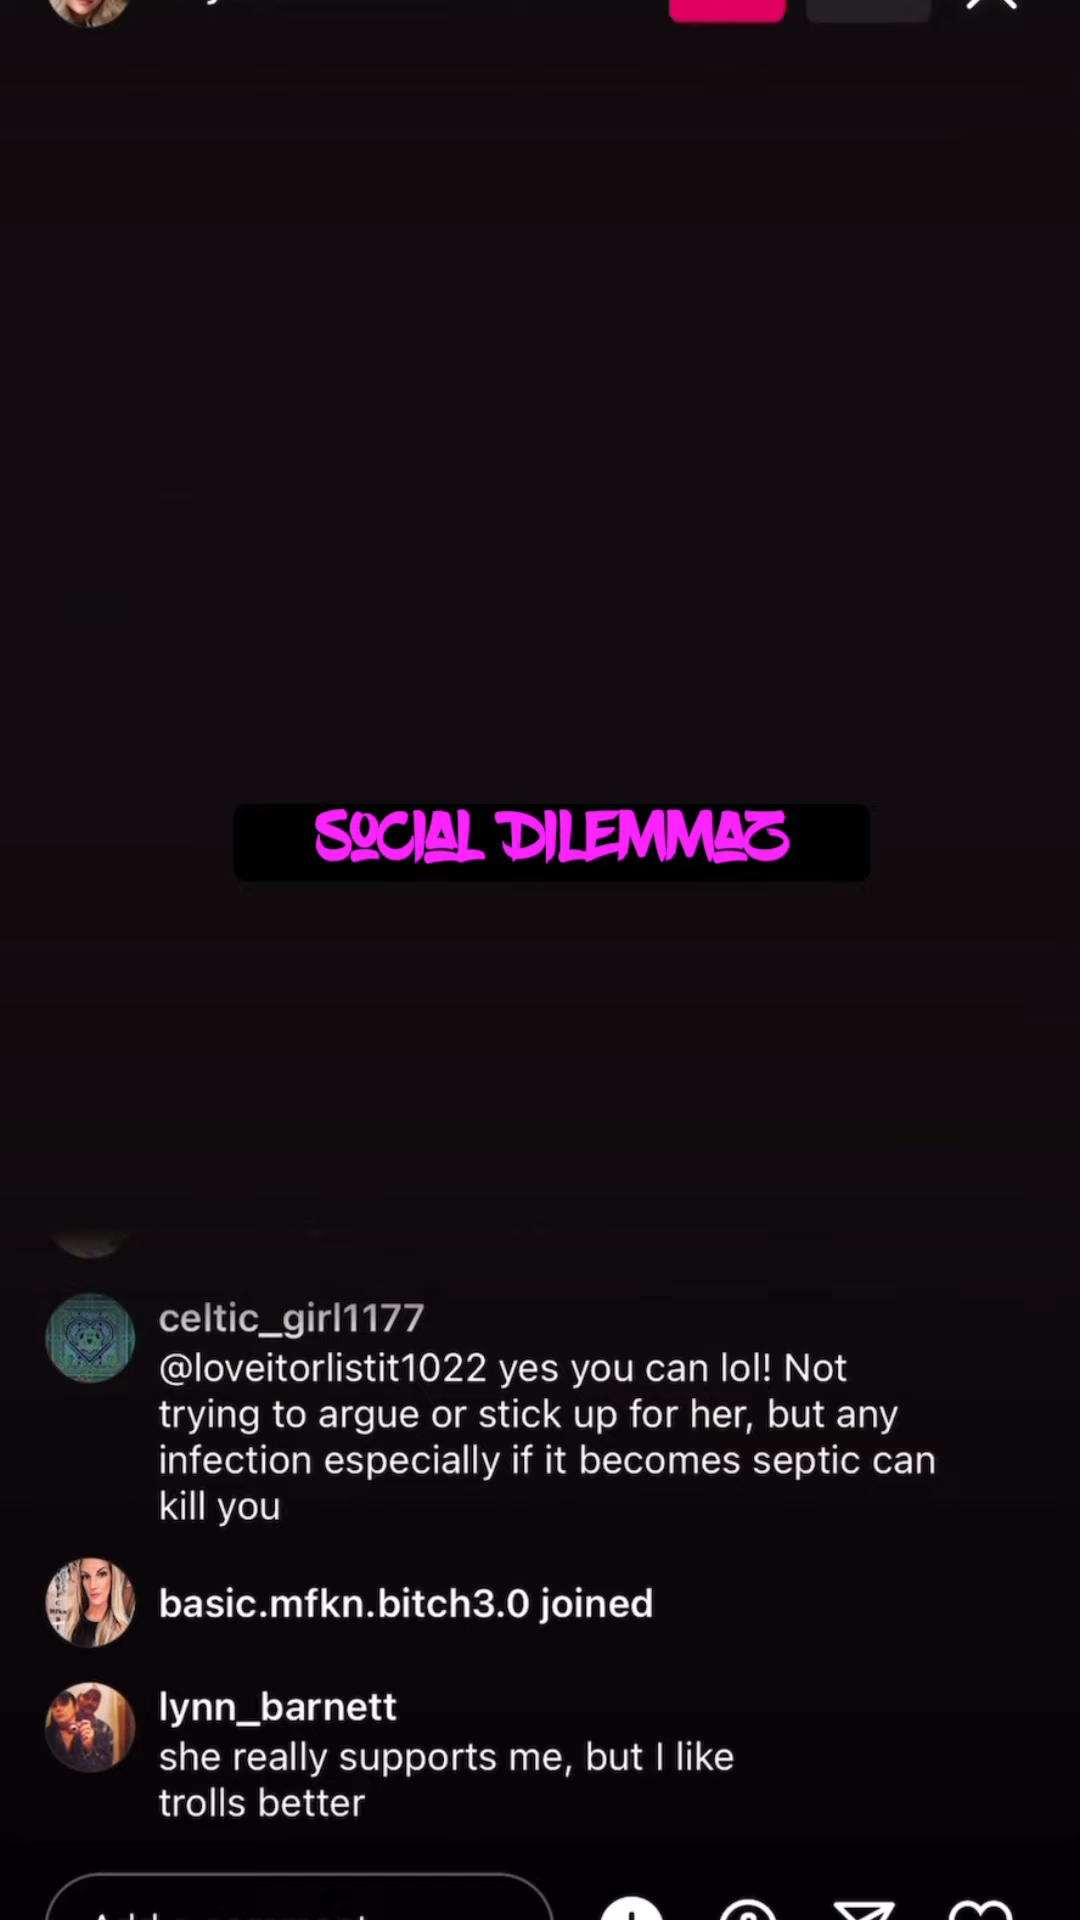 SOCIAL DILEMMAZ
celtic_girl1177
@loveitorlistit1022 yes you can lol! Not
trying to argue or stick up for her, but any
infection especially if it becomes septic can
kill you
basic.mfkn.bitch3.0 joined
lynn_barnett
she really supports me, but I like
trolls better